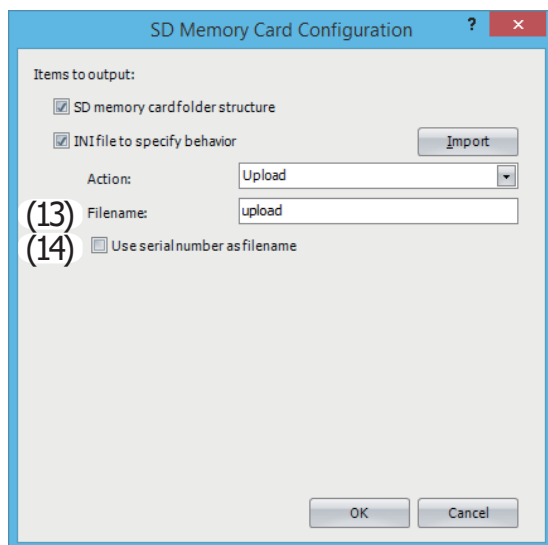 SD Memory Card Configuration ? ×
Items to output:
SD memory card folder structure
INI file to specify behavior Import
Action: Upload
(13) Filename: upload
(14) Use serial number as filename
OK Cancel